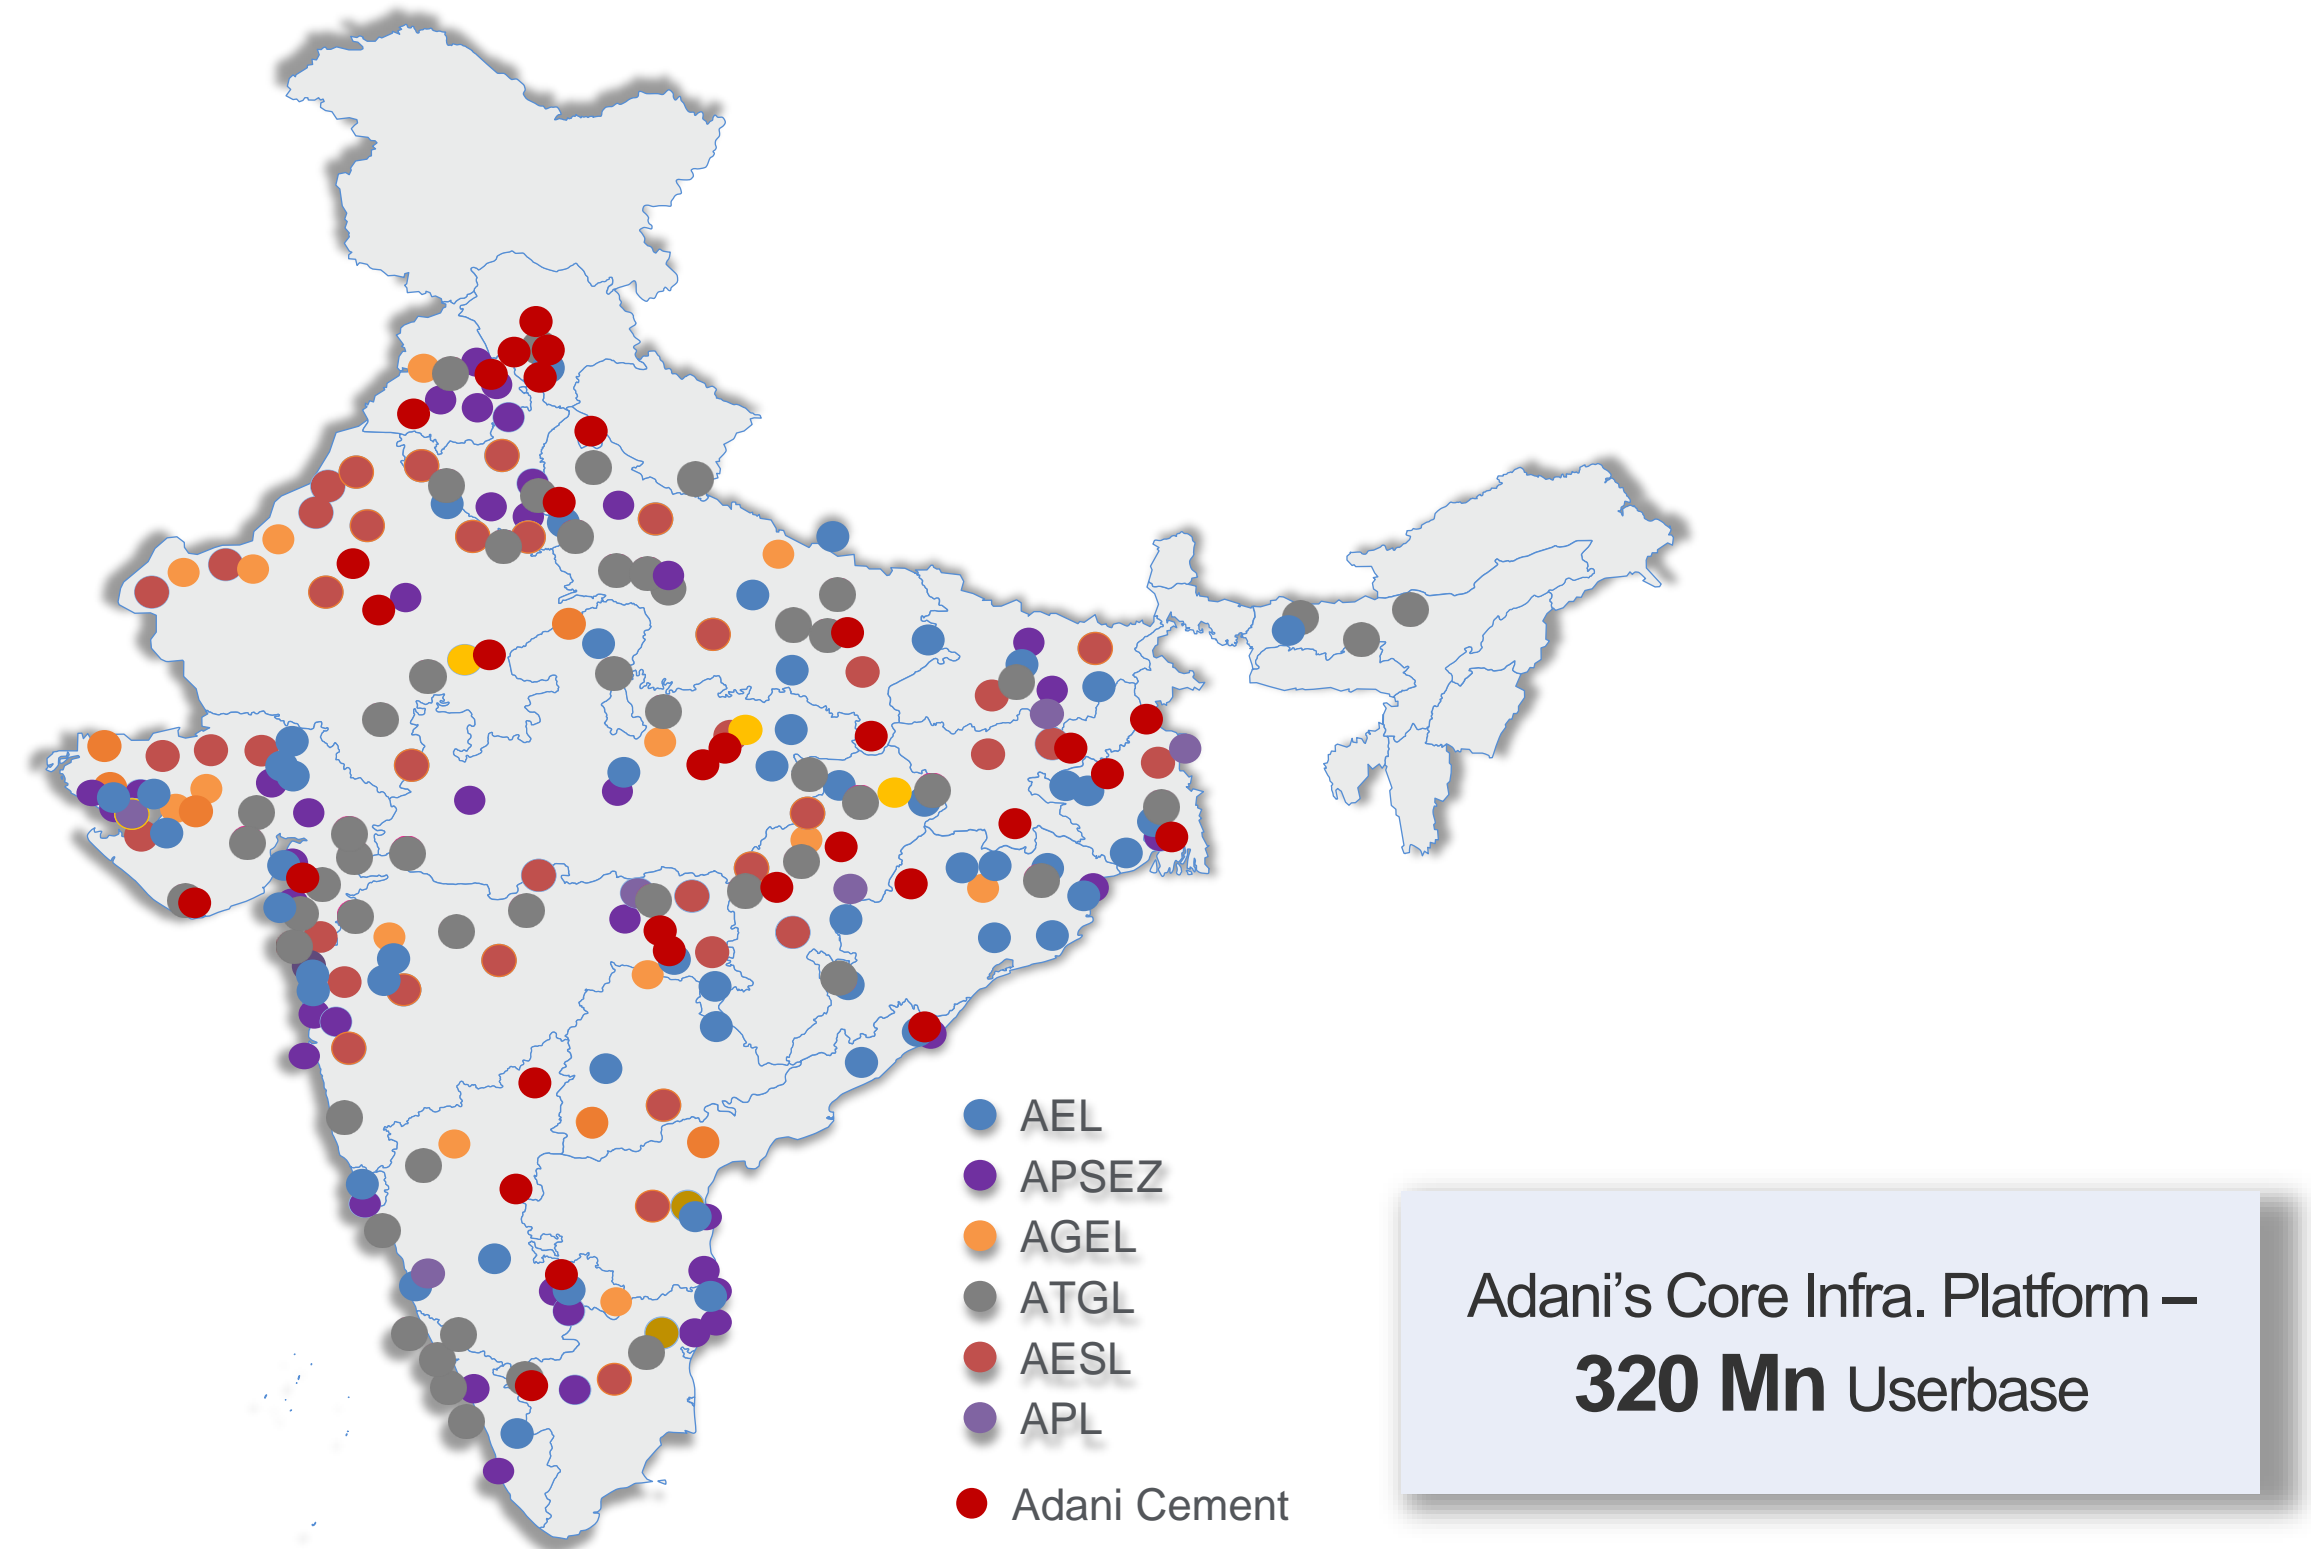 AEL
APSEZ
AGEL
ATGL
AESL
APL
Adani Cement
Adani’s Core Infra. Platform –
320 Mn Userbase